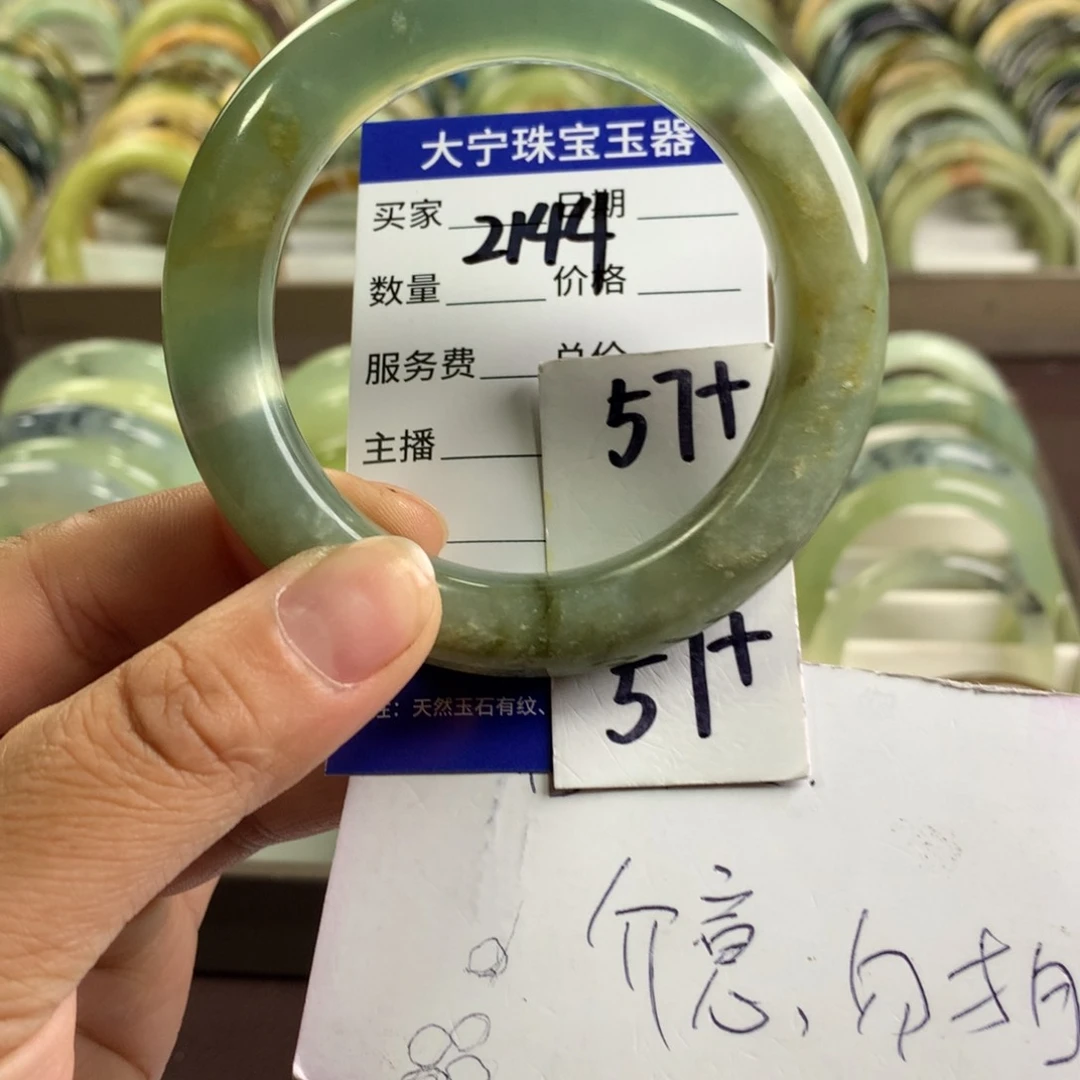 大宁珠宝玉器
买家 日期
2144
数量 价格
服务费 总价
57+
主播
57+
注：天然玉石有纹、
介意，勿拍